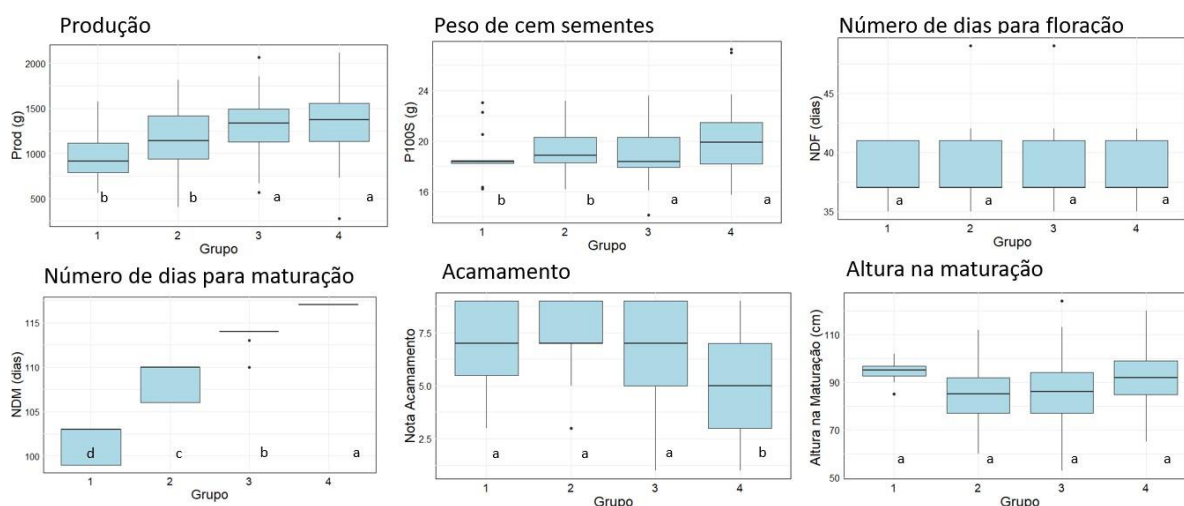 Produção
Prod (g)
2000
1500
1000
500
b
b
a
a
1
2
3
4
Grupo
Peso de cem sementes
P100S (g)
24
20
16
b
b
a
a
1
2
3
4
Grupo
Número de dias para floração
NDF (dias)
45
40
35
a
a
a
a
1
2
3
4
Grupo
Número de dias para maturação
NDM (dias)
115
110
105
100
d
c
b
a
1
2
3
4
Grupo
Acamamento
Nota Acamamento
7.5
5.0
2.5
a
a
a
b
1
2
3
4
Grupo
Altura na maturação
Altura na Maturação (cm)
110
90
70
50
a
a
a
a
1
2
3
4
Grupo